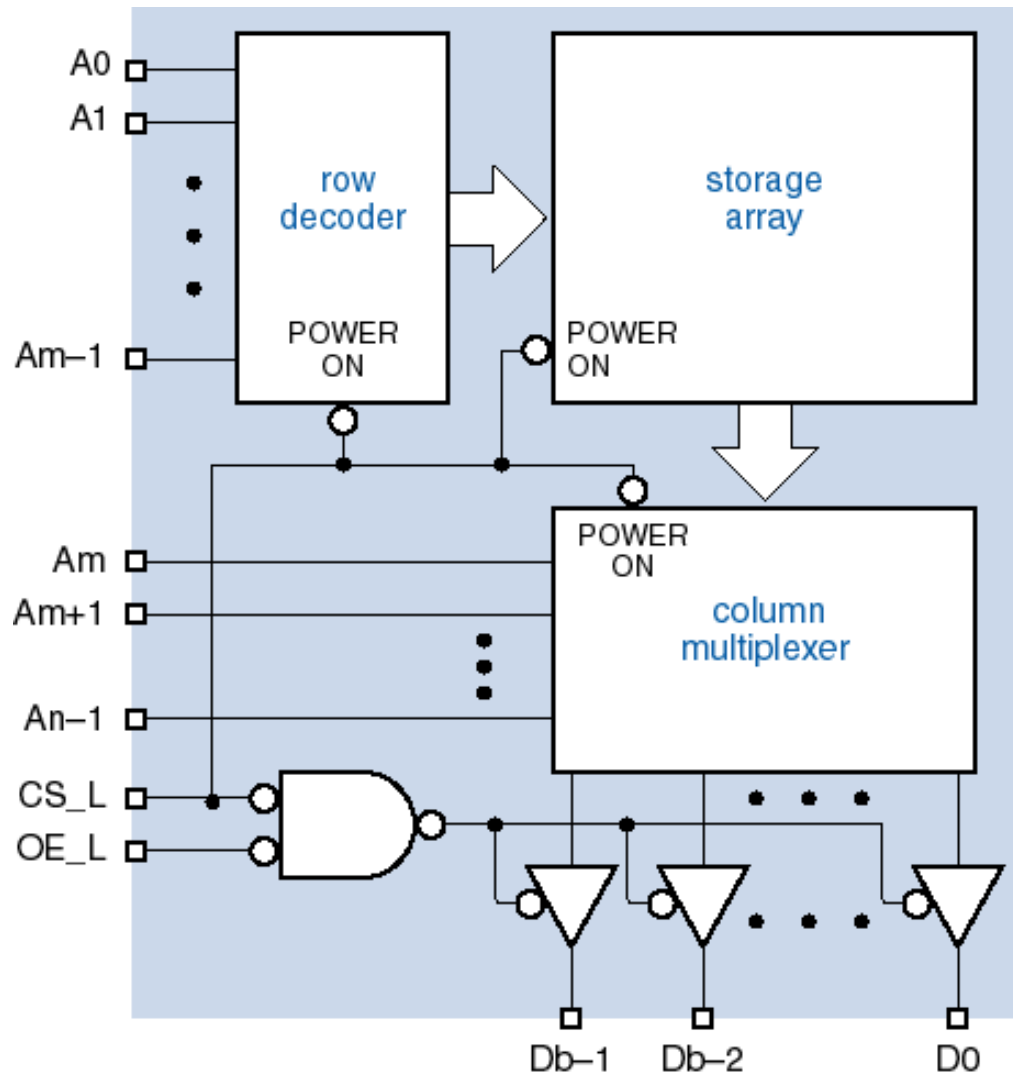 A0
A1
row
decoder
storage
array
POWER
ON
POWER
ON
Am–1
POWER
ON
Am
Am+1
column
multiplexer
An–1
CS_L
OE_L
Db–1
Db–2
D0